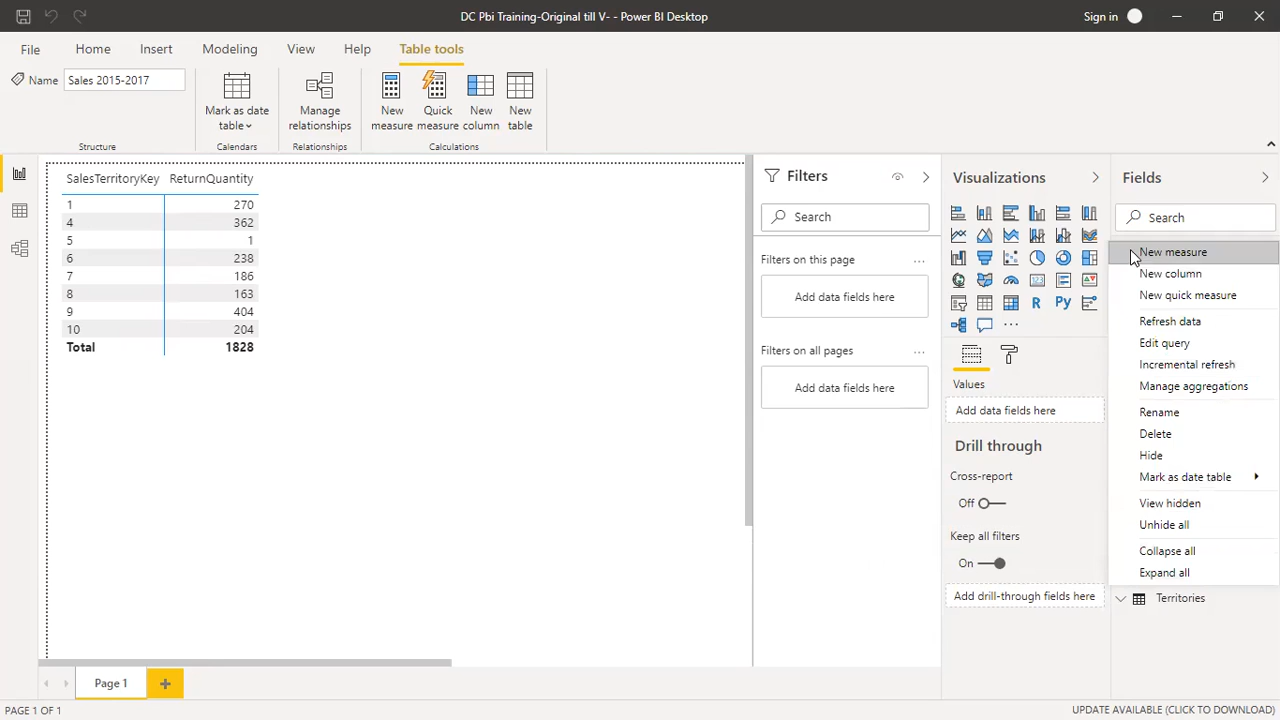 DC Pbi Training-Original till V- - Power BI Desktop
Sign in
File
Home
Insert
Modeling
View
Help
Table tools
Name
Sales 2015-2017
Mark as date
table
Manage
relationships
New
measure
Quick
measure
New
column
New
table
Structure
Calendars
Relationships
Calculations
SalesTerritoryKey ReturnQuantity
1 270
4 362
5 1
6 238
7 186
8 163
9 404
10 204
Total 1828
Filters
Search
Filters on this page
...
Add data fields here
Filters on all pages
...
Add data fields here
Visualizations
R
Py
...
Values
Add data fields here
Drill through
Cross-report
Off
Keep all filters
On
Add drill-through fields here
Fields
Search
New measure
New column
New quick measure
Refresh data
Edit query
Incremental refresh
Manage aggregations
Rename
Delete
Hide
Mark as date table
View hidden
Unhide all
Collapse all
Expand all
Territories
Page 1
PAGE 1 OF 1
UPDATE AVAILABLE (CLICK TO DOWNLOAD)